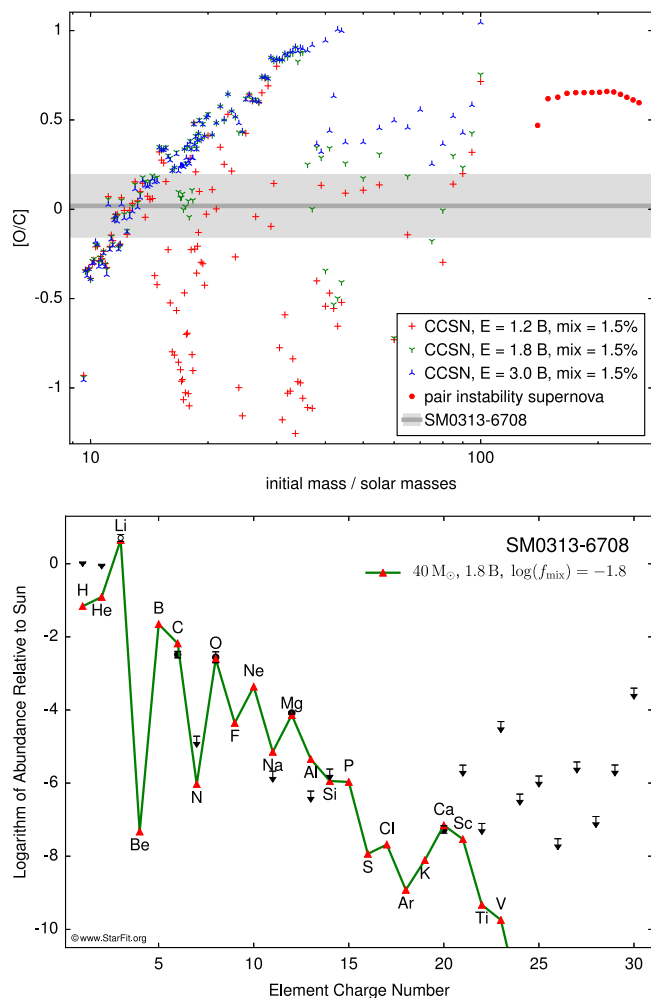 1
0.5
0
-0.5
-1
[O/C]
CCSN, E = 1.2 B, mix = 1.5%
CCSN, E = 1.8 B, mix = 1.5%
CCSN, E = 3.0 B, mix = 1.5%
pair instability supernova
SM0313-6708
10
100
initial mass / solar masses
SM0313-6708
40 M☉, 1.8 B, log(fmix) = −1.8
Logarithm of Abundance Relative to Sun
0
-2
-4
-6
-8
-10
H
He
Li
Be
B
C
N
O
F
Ne
Na
Mg
Al
Si
P
S
Cl
Ar
K
Ca
Sc
Ti
V
©www.StarFit.org
5
10
15
20
25
30
Element Charge Number